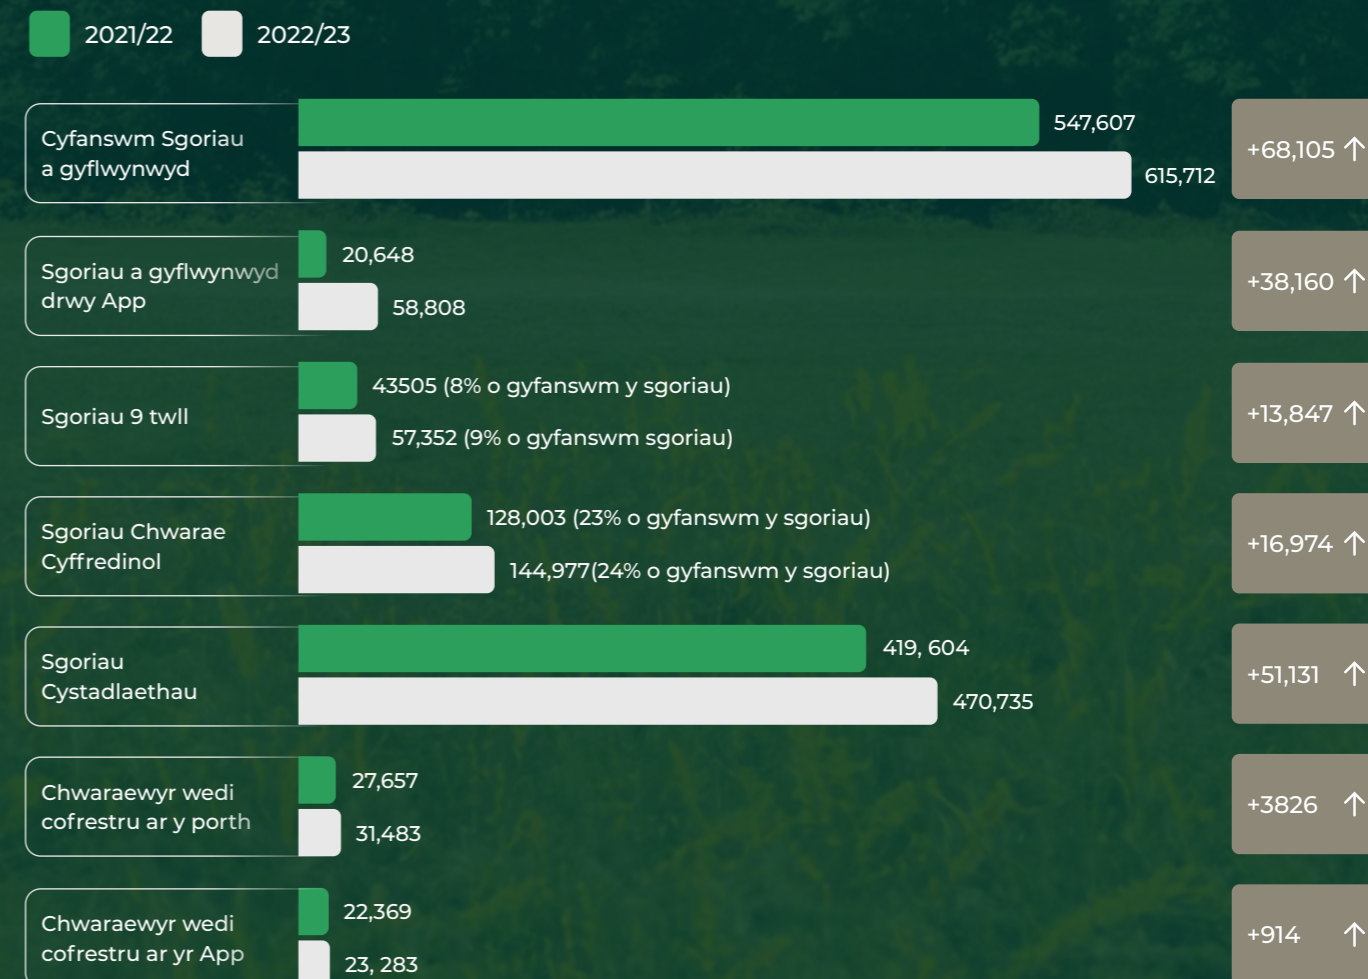 2021/22 2022/23
Cyfanswm Sgoriau
a gyflwynwyd
547,607
615,712
+68,105 ↑
Sgoriau a gyflwynwyd
drwy App
20,648
58,808
+38,160 ↑
Sgoriau 9 twll
43505 (8% o gyfanswm y sgoriau)
57,352 (9% o gyfanswm sgoriau)
+13,847 ↑
Sgoriau Chwarae
Cyffredinol
128,003 (23% o gyfanswm y sgoriau)
144,977(24% o gyfanswm y sgoriau)
+16,974 ↑
Sgoriau
Cystadlaethau
419, 604
470,735
+51,131 ↑
Chwaraewyr wedi
cofrestru ar y porth
27,657
31,483
+3826 ↑
Chwaraewyr wedi
cofrestru ar yr App
22,369
23, 283
+914 ↑